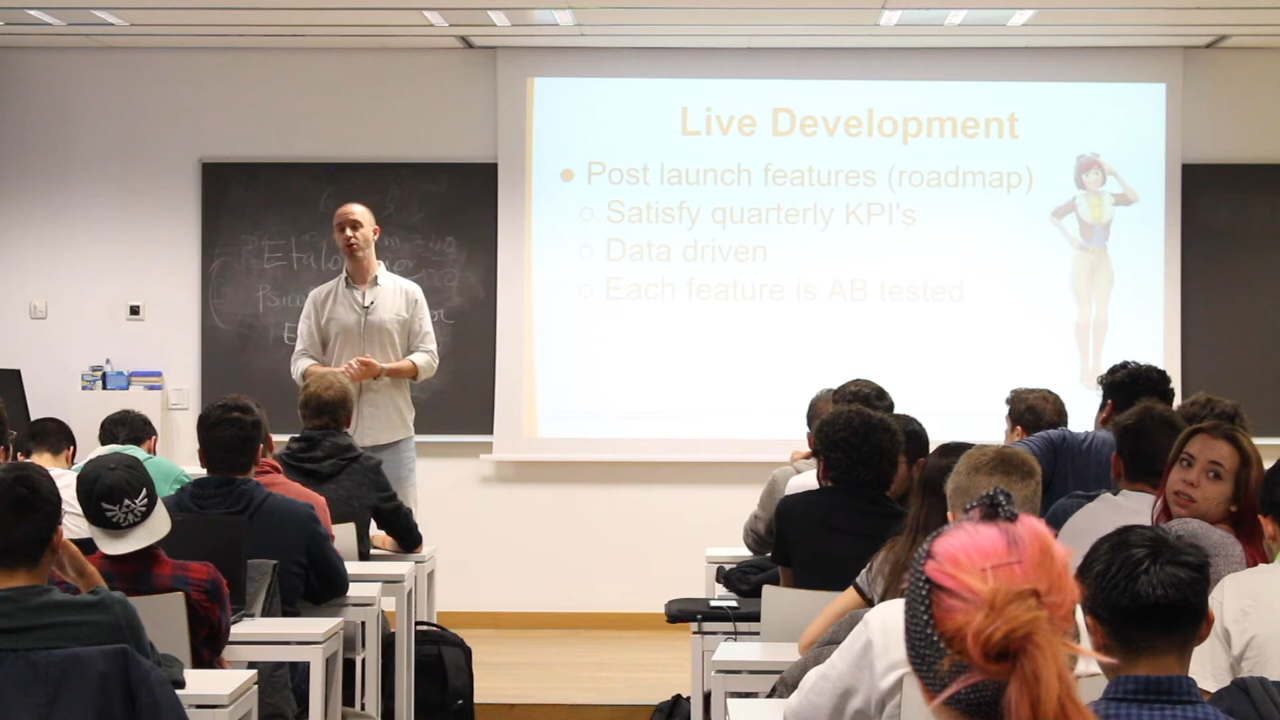 Live Development
● Post launch features (roadmap)
○ Satisfy quarterly KPI's
○ Data driven
○ Each feature is AB tested